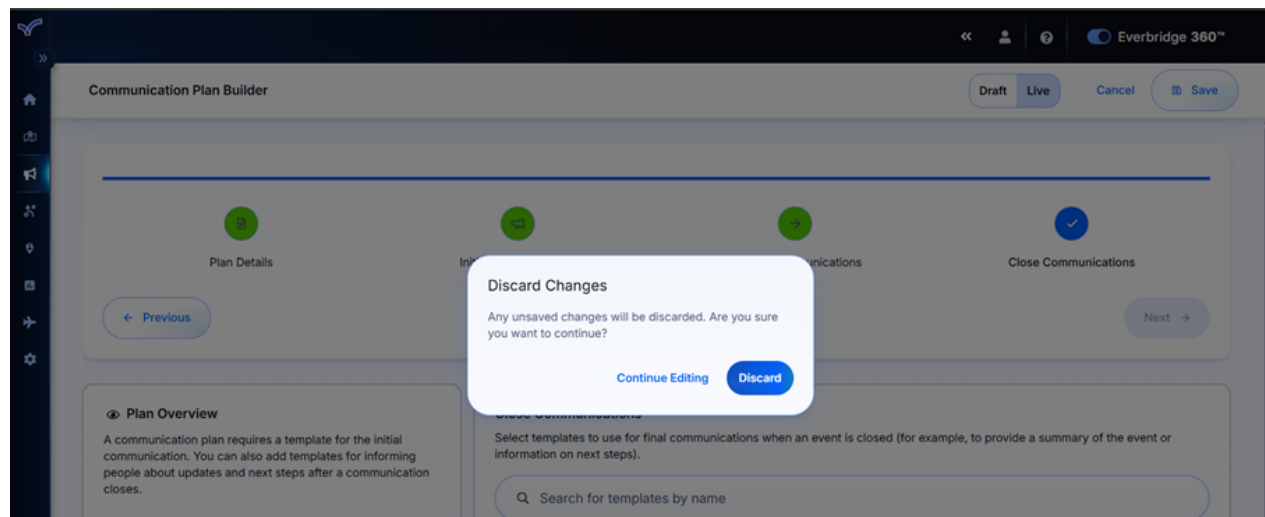 Everbridge 360™
Communication Plan Builder
Draft
Live
Cancel
Save
Plan Details
Close Communications
Previous
Next
Discard Changes
Any unsaved changes will be discarded. Are you sure
you want to continue?
Continue Editing
Discard
Plan Overview
A communication plan requires a template for the initial
communication. You can also add templates for informing
people about updates and next steps after a communication
closes.
Close Communications
Select templates to use for final communications when an event is closed (for example, to provide a summary of the event or
information on next steps).
Search for templates by name